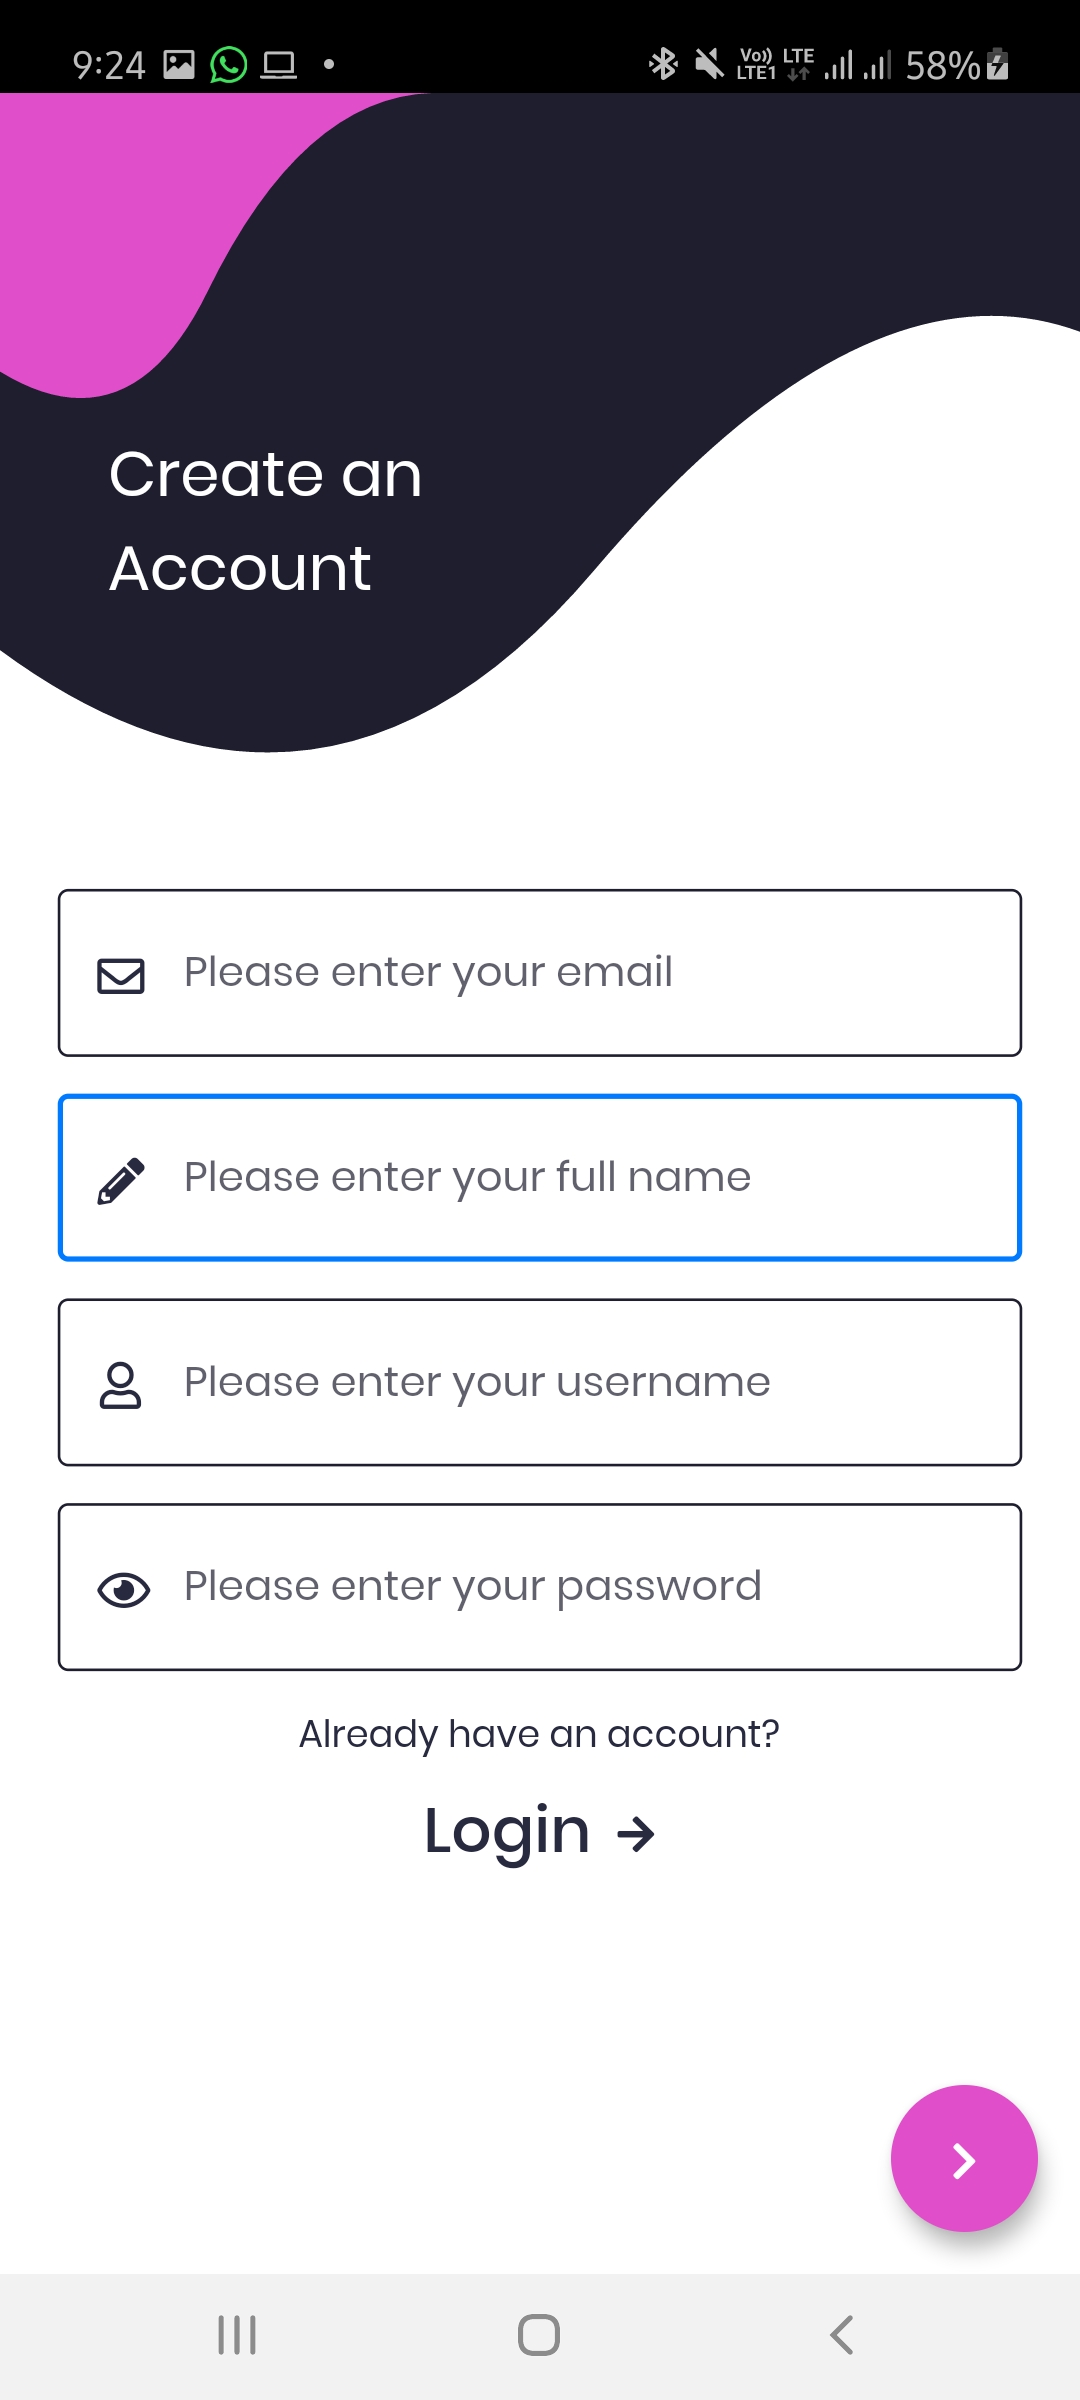 9:24 Vo)) LTE1 LTE 58%
Create an
Account
Please enter your email
Please enter your full name
Please enter your username
Please enter your password
Already have an account?
Login →